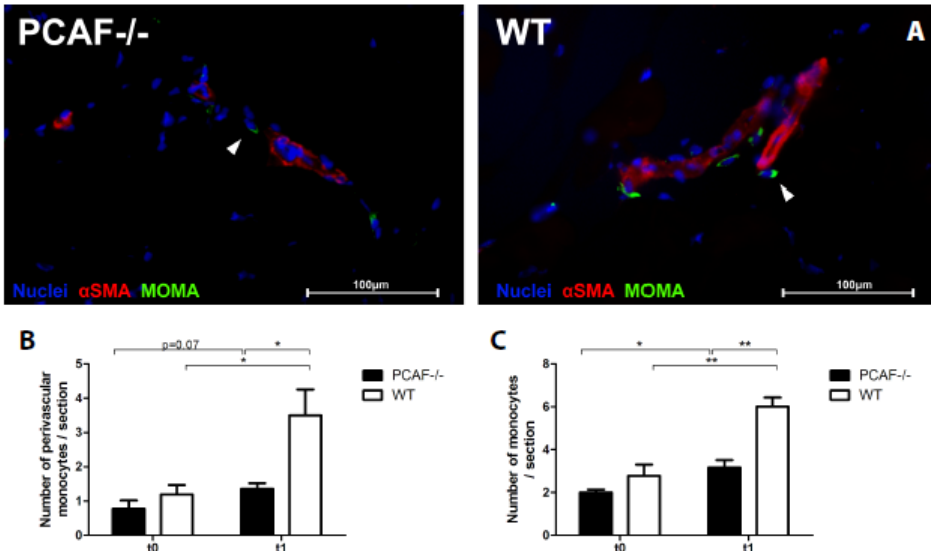 PCAF-/-
WT
A
Nuclei αSMA MOMA
100µm
Nuclei αSMA MOMA
100µm
B
p=0.07
*
*
5
4
3
2
1
0
Number of perivascular
monocytes / section
t0
t1
PCAF-/-
WT
C
*
**
**
8
6
4
2
0
Number of monocytes
/ section
t0
t1
PCAF-/-
WT